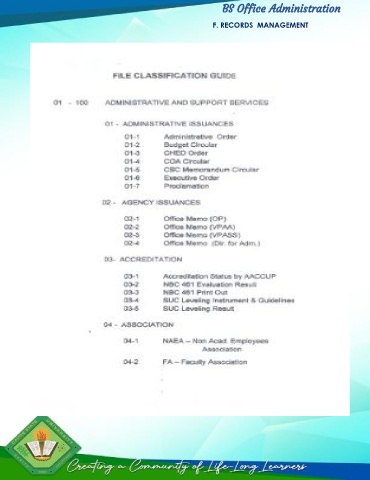 BS Office Administration
F. RECORDS MANAGEMENT
FILE CLASSIFICATION GUIDE
01 - 100 ADMINISTRATIVE AND SUPPORT SERVICES
01 - ADMINISTRATIVE ISSUANCES
01-1 Administrative Order
01-2 Budget Circular
01-3 CHED Order
01-4 COA Circular
01-5 CSC Memorandum Circular
01-6 Executive Order
01-7 Proclamation
02 - AGENCY ISSUANCES
02-1 Office Memo (OP)
02-2 Office Memo (VPAA)
02-3 Office Memo (VPASS)
02-4 Office Memo (Dir. for Adm.)
03- ACCREDITATION
03-1 Accreditation Status by AACCUP
03-2 NBC 461 Evaluation Result
03-3 NBC 461 Print Out
03-4 SUC Leveling Instrument & Guidelines
03-5 SUC Leveling Result
04 - ASSOCIATION
04-1 NAEA – Non Acad. Employees
Association
04-2 FA – Faculty Association
Creating a Community of Life-Long Learners